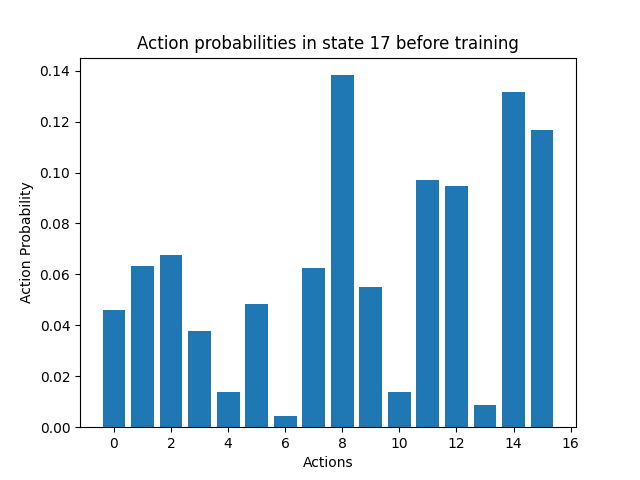 Action probabilities in state 17 before training
0.14
0.12
0.10
0.08
0.06
0.04
0.02
0.00
Action Probability
0 2 4 6 8 10 12 14 16
Actions